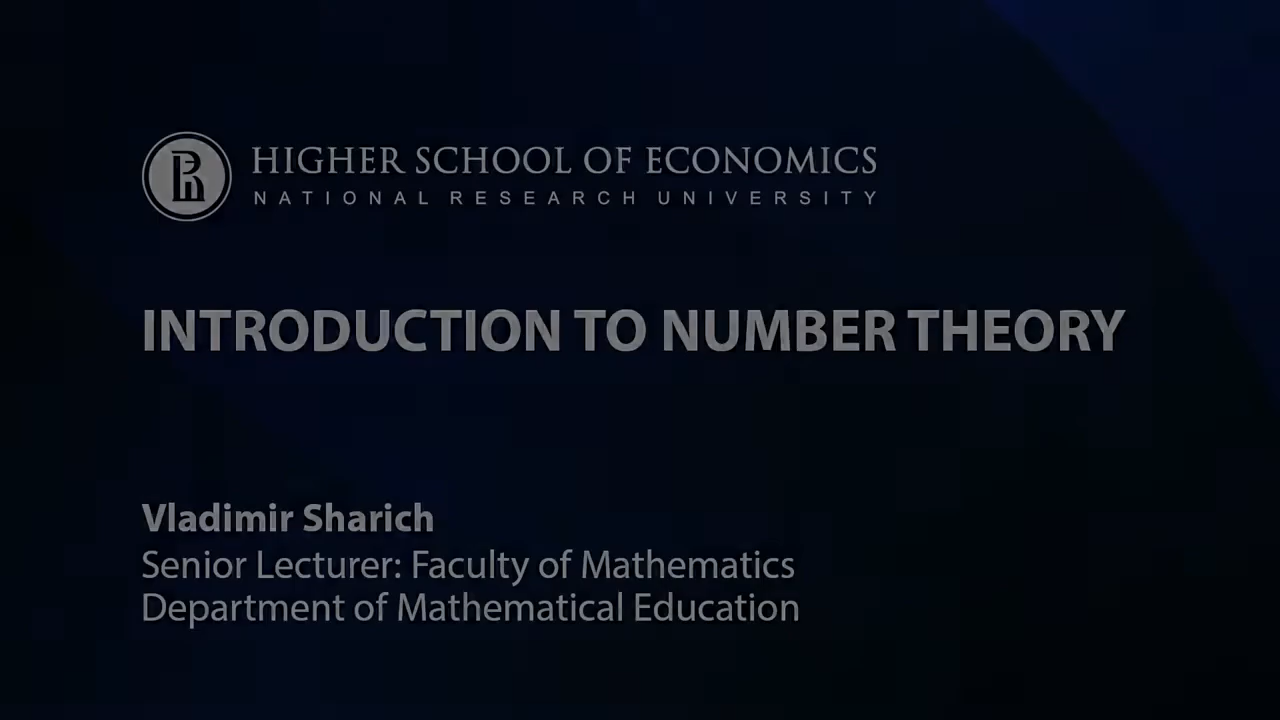 HIGHER SCHOOL OF ECONOMICS
NATIONAL RESEARCH UNIVERSITY
INTRODUCTION TO NUMBER THEORY
Vladimir Sharich
Senior Lecturer: Faculty of Mathematics
Department of Mathematical Education